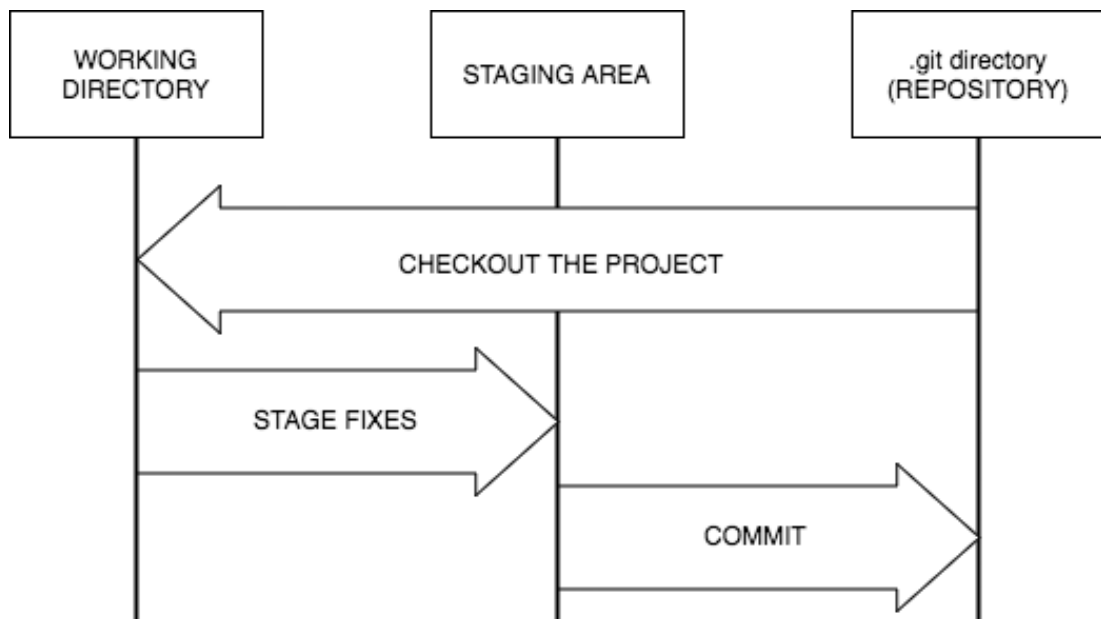 WORKING
DIRECTORY
STAGING AREA
.git directory
(REPOSITORY)
CHECKOUT THE PROJECT
STAGE FIXES
COMMIT